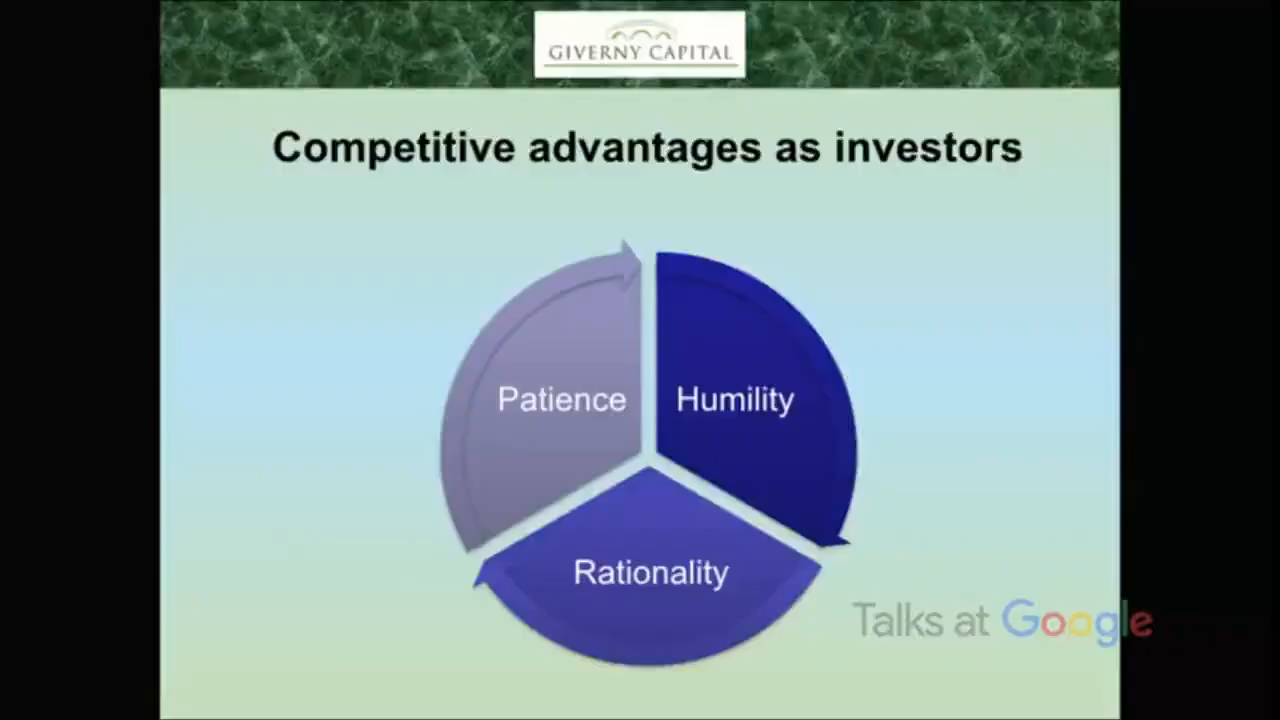 GIVERNY CAPITAL
Competitive advantages as investors
Patience
Humility
Rationality
Talks at Google